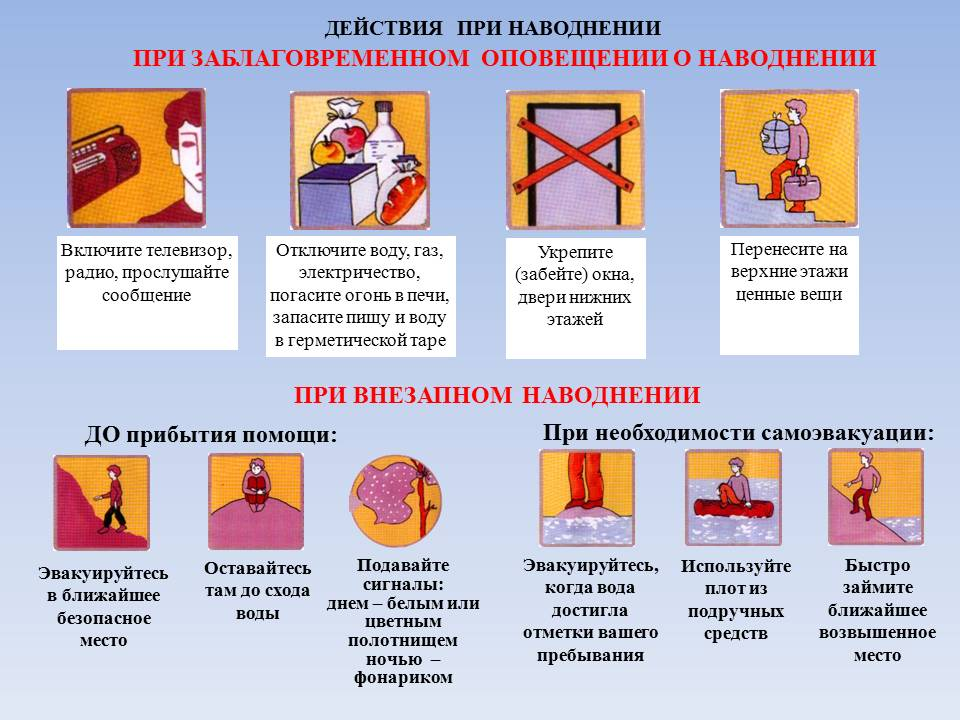 ДЕЙСТВИЯ ПРИ НАВОДНЕНИИ
ПРИ ЗАБЛАГОВРЕМЕННОМ ОПОВЕЩЕНИИ О НАВОДНЕНИИ
Включите телевизор,
радио, прослушайте
сообщение
Отключите воду, газ,
электричество,
погасите огонь в печи,
запасите пищу и воду
в герметической таре
Укрепите
(забейте) окна,
двери нижних
этажей
Перенесите на
верхние этажи
ценные вещи
ПРИ ВНЕЗАПНОМ НАВОДНЕНИИ
ДО прибытия помощи:
Эвакуируйтесь
в ближайшее
безопасное
место
Оставайтесь
там до схода
воды
Подавайте
сигналы:
днем – белым или
цветным
полотнищем
ночью –
фонариком
При необходимости самоэвакуации:
Эвакуируйтесь,
когда вода
достигла
отметки вашего
пребывания
Используйте
плот из
подручных
средств
Быстро
займите
ближайшее
возвышенное
место